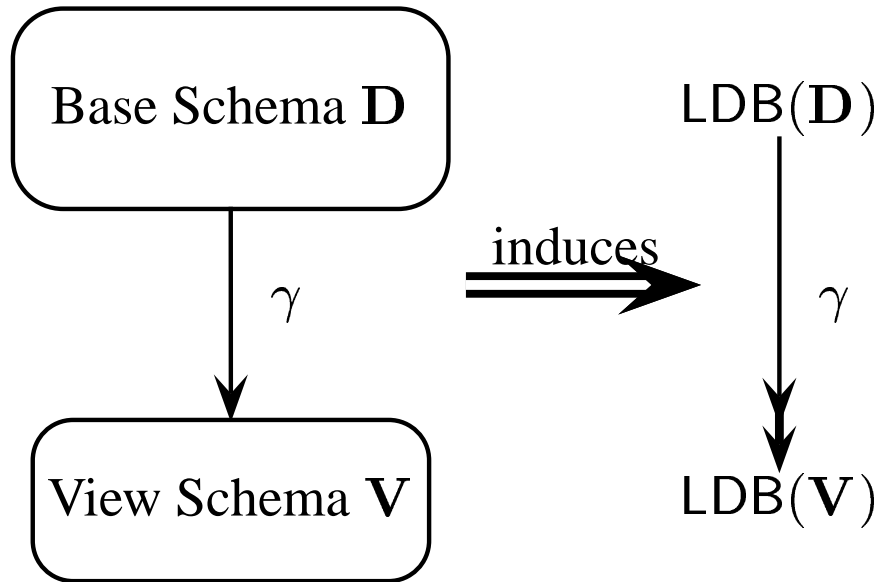 Base Schema D
LDB(D)
induces
γ
γ
View Schema V
LDB(V)